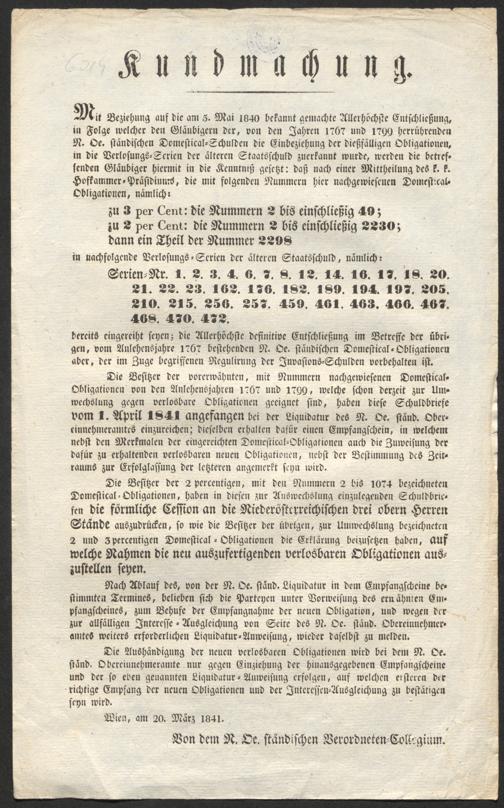 6019
Kundmachung.
Mit Beziehung auf die am 5. Mai 1840 bekannt gemachte Allerhöchste Entschließung,
in Folge welcher den Gläubigern der, von den Jahren 1767 und 1799 herrührenden
N. Oe. ständischen Domestical-Schulden die Einbeziehung der dießfälligen Obligationen,
in die Verlosungs-Serien der älteren Staatsschuld zuerkannt wurde, werden die betref-
fenden Gläubiger hiermit in die Kenntniß gesetzt: daß nach einer Mittheilung des k. k.
Hofkammer-Präsidiums, die mit folgenden Nummern hier nachgewiesenen Domestical-
Obligationen, nämlich:
zu 3 per Cent: die Nummern 2 bis einschließig 49;
zu 2 per Cent: die Nummern 2 bis einschließig 2230;
dann ein Theil der Nummer 2298
in nachfolgende Verlosungs-Serien der älteren Staatsschuld, nämlich:
Serien-Nr. 1. 2. 3. 4. 6. 7. 8. 12. 14. 16. 17. 18. 20.
21. 22. 23. 162. 176. 182. 189. 194. 197. 205.
210. 215. 256. 257. 459. 461. 463. 466. 467.
468. 470. 472.
bereits eingereiht seyen; die Allerhöchste definitive Entschließung im Betreffe der übri-
gen, vom Anlehensjahre 1767 bestehenden N. Oe. ständischen Domestical-Obligationen
aber, der im Zuge begriffenen Regulirung der Invasions-Schulden vorbehalten ist.
Die Besitzer der vorerwähnten, mit Nummern nachgewiesenen Domestical-
Obligationen von den Anlehensjahren 1767 und 1799, welche schon derzeit zur Um-
wechslung gegen verlosbare Obligationen geeignet sind, haben diese Schuldbriefe
vom 1. April 1841 angefangen bei der Liquidatur des N. Oe. ständ. Ober-
einnehmeramtes einzureichen; dieselben erhalten dafür einen Empfangschein, in welchem
nebst den Merkmalen der eingereichten Domestical-Obligationen auch die Zuweisung der
dafür zu erhaltenden verlosbaren neuen Obligationen, nebst der Bestimmung des Zeit-
raums zur Erfolglassung der letzteren angemerkt seyn wird.
Die Besitzer der 2 percentigen, mit den Nummern 2 bis 1074 bezeichneten
Domestical-Obligationen, haben in diesen zur Auswechslung einzulegenden Schuldbrie-
fen die förmliche Cession an die Niederösterreichischen drei obern Herren
Stände auszudrücken, so wie die Besitzer der übrigen, zur Umwechslung bezeichneten
2 und 3 percentigen Domestical-Obligationen die Erklärung beizusetzen haben, auf
welche Nahmen die neu auszufertigenden verlosbaren Obligationen aus-
zustellen seyen.
Nach Ablauf des, von der N. Oe. ständ. Liquidatur in dem Empfangscheine be-
stimmten Termines, belieben sich die Parteyen unter Vorweisung des erwähnten Em-
pfangscheines, zum Behufe der Empfangnahme der neuen Obligation, und wegen der
zur allfälligen Interesse-Ausgleichung von Seite des N. Oe. ständ. Obereinnehmer-
amtes weiters erforderlichen Liquidatur-Anweisung, wieder daselbst zu melden.
Die Aushändigung der neuen verlosbaren Obligationen wird bei dem N. Oe.
ständ. Obereinnehmeramte nur gegen Einziehung der hinausgegebenen Empfangscheine
und der so eben genannten Liquidatur-Anweisung erfolgen, auf welchen ersteren der
richtige Empfang der neuen Obligationen und der Interessen-Ausgleichung zu bestätigen
seyn wird.
Wien, am 20. März 1841.
Von dem N. Oe. ständischen Verordneten-Collegium.